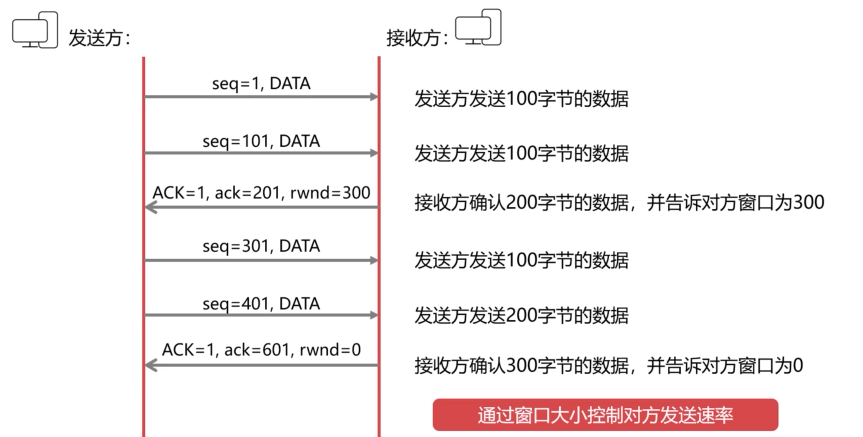 发送方：
接收方：
seq=1, DATA
发送方发送100字节的数据
seq=101, DATA
发送方发送100字节的数据
ACK=1, ack=201, rwnd=300
接收方确认200字节的数据，并告诉对方窗口为300
seq=301, DATA
发送方发送100字节的数据
seq=401, DATA
发送方发送200字节的数据
ACK=1, ack=601, rwnd=0
接收方确认300字节的数据，并告诉对方窗口为0
通过窗口大小控制对方发送速率